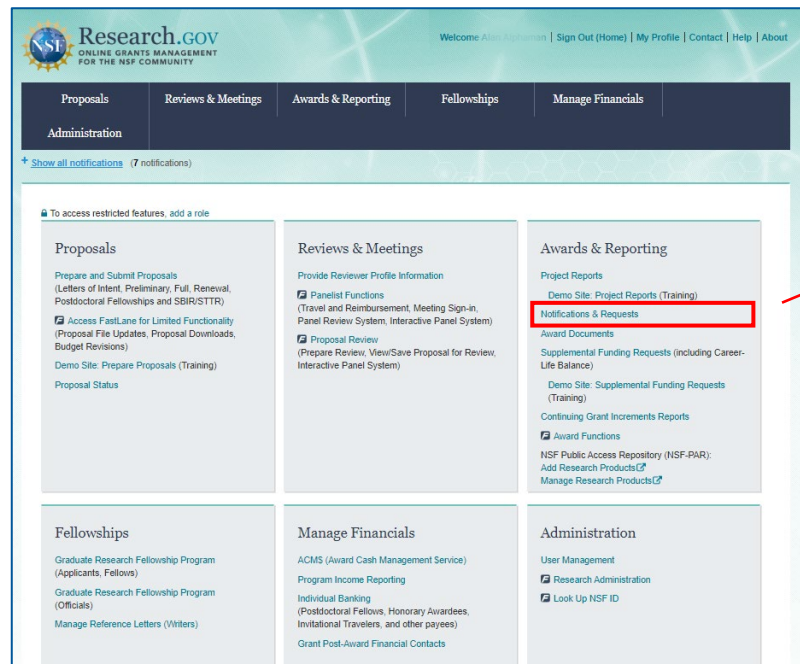 NSF
Research.gov
ONLINE GRANTS MANAGEMENT
FOR THE NSF COMMUNITY
Welcome Alan | Sign Out (Home) | My Profile | Contact | Help | About
Proposals Reviews & Meetings Awards & Reporting Fellowships Manage Financials
Administration
+ Show all notifications (7 notifications)
To access restricted features, add a role
Proposals
Prepare and Submit Proposals
(Letters of Intent, Preliminary, Full, Renewal,
Postdoctoral Fellowships and SBIR/STTR)
F Access FastLane for Limited Functionality
(Proposal File Updates, Proposal Downloads,
Budget Revisions)
Demo Site: Prepare Proposals (Training)
Proposal Status
Reviews & Meetings
Provide Reviewer Profile Information
F Panelist Functions
(Travel and Reimbursement, Meeting Sign-in,
Panel Review System, Interactive Panel System)
F Proposal Review
(Prepare Review, View/Save Proposal for Review,
Interactive Panel System)
Awards & Reporting
Project Reports
Demo Site: Project Reports (Training)
Notifications & Requests
Award Documents
Supplemental Funding Requests (including Career-
Life Balance)
Demo Site: Supplemental Funding Requests
(Training)
Continuing Grant Increments Reports
F Award Functions
NSF Public Access Repository (NSF-PAR):
Add Research Products
Manage Research Products
Fellowships
Graduate Research Fellowship Program
(Applicants, Fellows)
Graduate Research Fellowship Program
(Officials)
Manage Reference Letters (Writers)
Manage Financials
ACM$ (Award Cash Management $ervice)
Program Income Reporting
Individual Banking
(Postdoctoral Fellows, Honorary Awardees,
Invitational Travelers, and other payees)
Grant Post-Award Financial Contacts
Administration
User Management
F Research Administration
F Look Up NSF ID